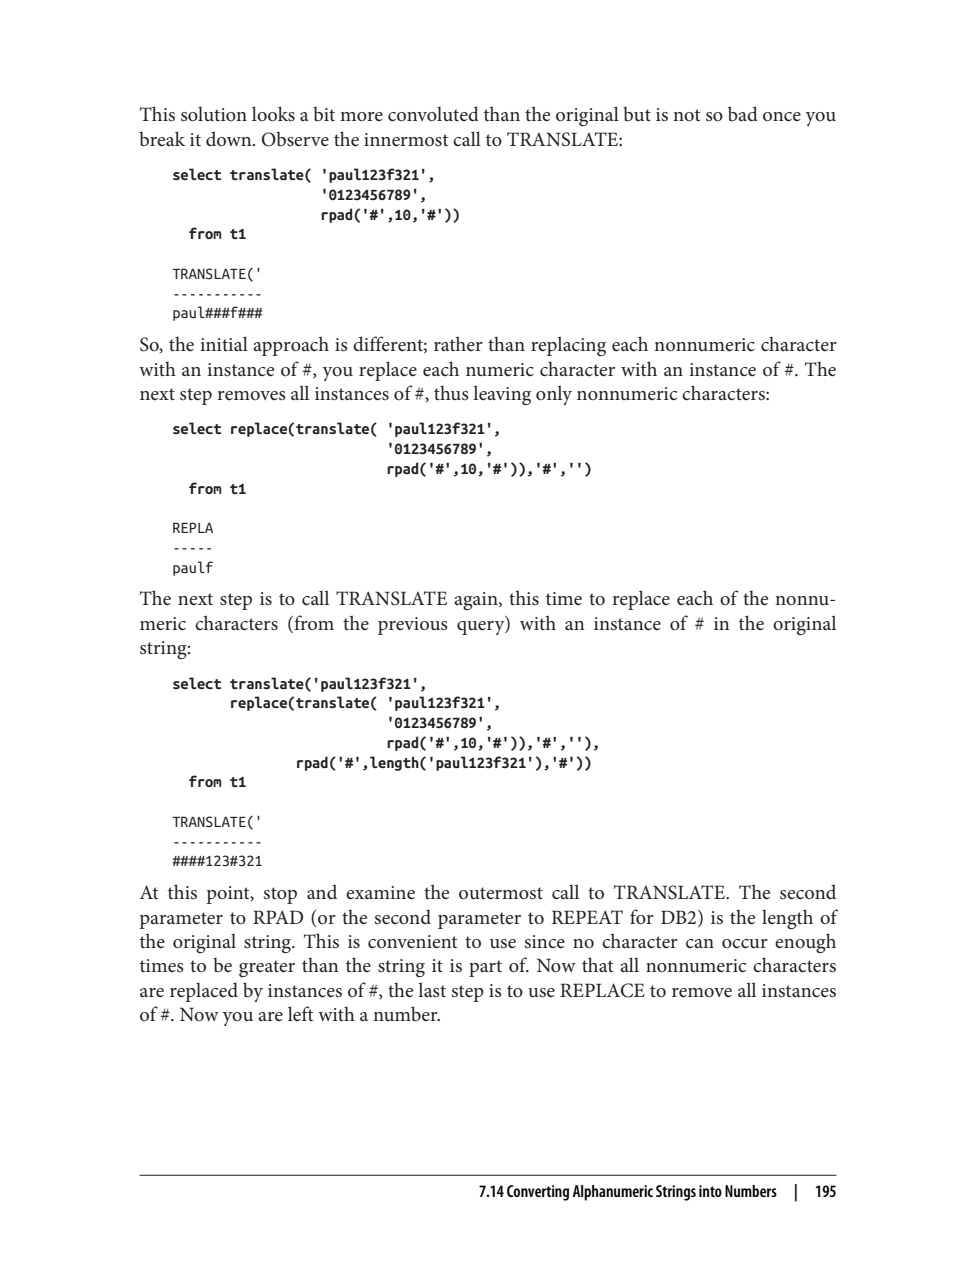 This solution looks a bit more convoluted than the original but is not so bad once you
break it down. Observe the innermost call to TRANSLATE:
select translate( 'paul123f321',
'0123456789',
rpad('#',10,'#'))
from t1
TRANSLATE('
-----------
paul###f###
So, the initial approach is different; rather than replacing each nonnumeric character
with an instance of #, you replace each numeric character with an instance of #. The
next step removes all instances of #, thus leaving only nonnumeric characters:
select replace(translate( 'paul123f321',
'0123456789',
rpad('#',10,'#')),'#','')
from t1
REPLA
-----
paulf
The next step is to call TRANSLATE again, this time to replace each of the nonnu-
meric characters (from the previous query) with an instance of # in the original
string:
select translate('paul123f321',
replace(translate( 'paul123f321',
'0123456789',
rpad('#',10,'#')),'#',''),
rpad('#',length('paul123f321'),'#'))
from t1
TRANSLATE('
-----------
####123#321
At this point, stop and examine the outermost call to TRANSLATE. The second
parameter to RPAD (or the second parameter to REPEAT for DB2) is the length of
the original string. This is convenient to use since no character can occur enough
times to be greater than the string it is part of. Now that all nonnumeric characters
are replaced by instances of #, the last step is to use REPLACE to remove all instances
of #. Now you are left with a number.
7.14 Converting Alphanumeric Strings into Numbers | 195